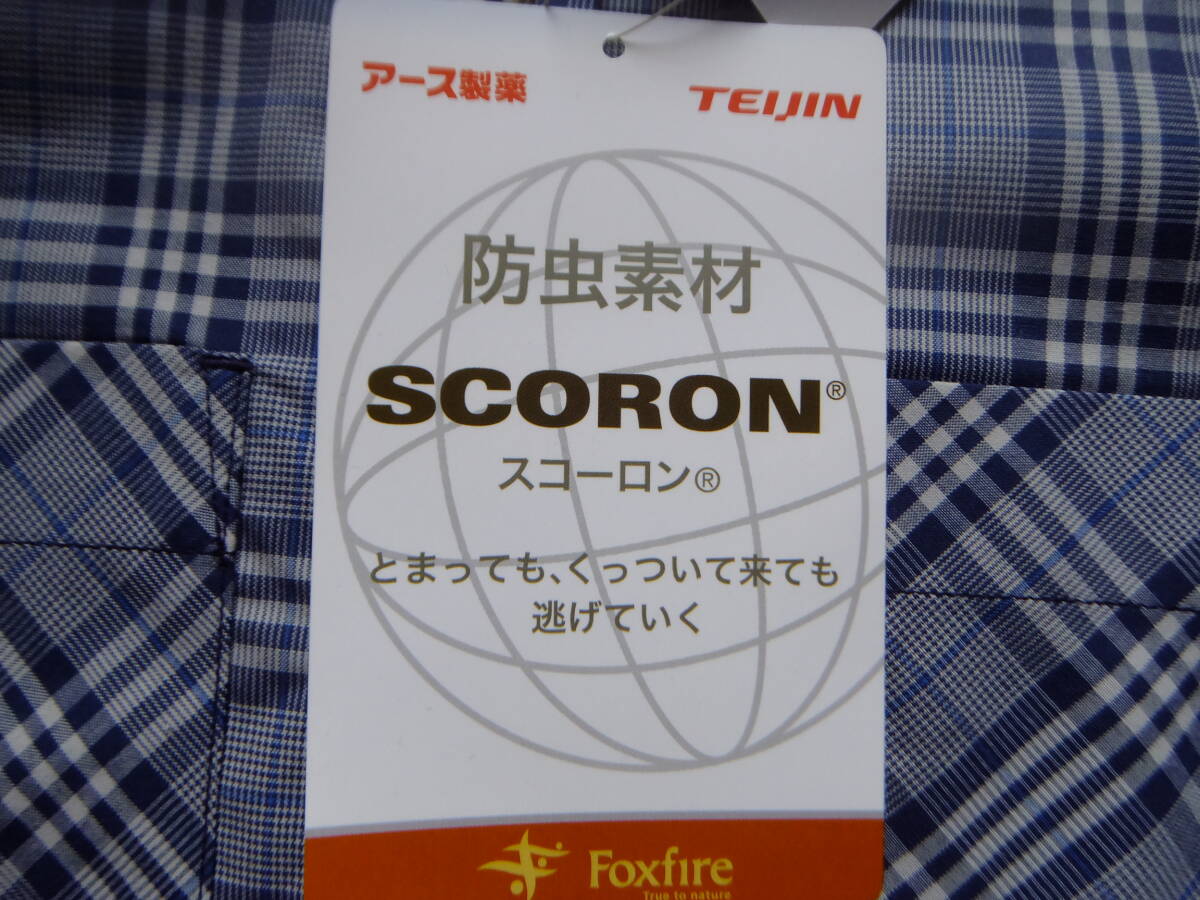 アース製薬
TEIJIN
防虫素材
SCORON®
スコーロン®
とまっても、くっついて来ても
逃げていく
Foxfire
True to nature